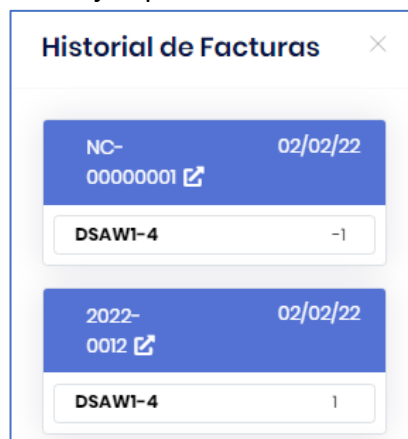 Historial de Facturas
NC- 02/02/22
00000001
DSAW1-4 -1
2022- 02/02/22
0012
DSAW1-4 1